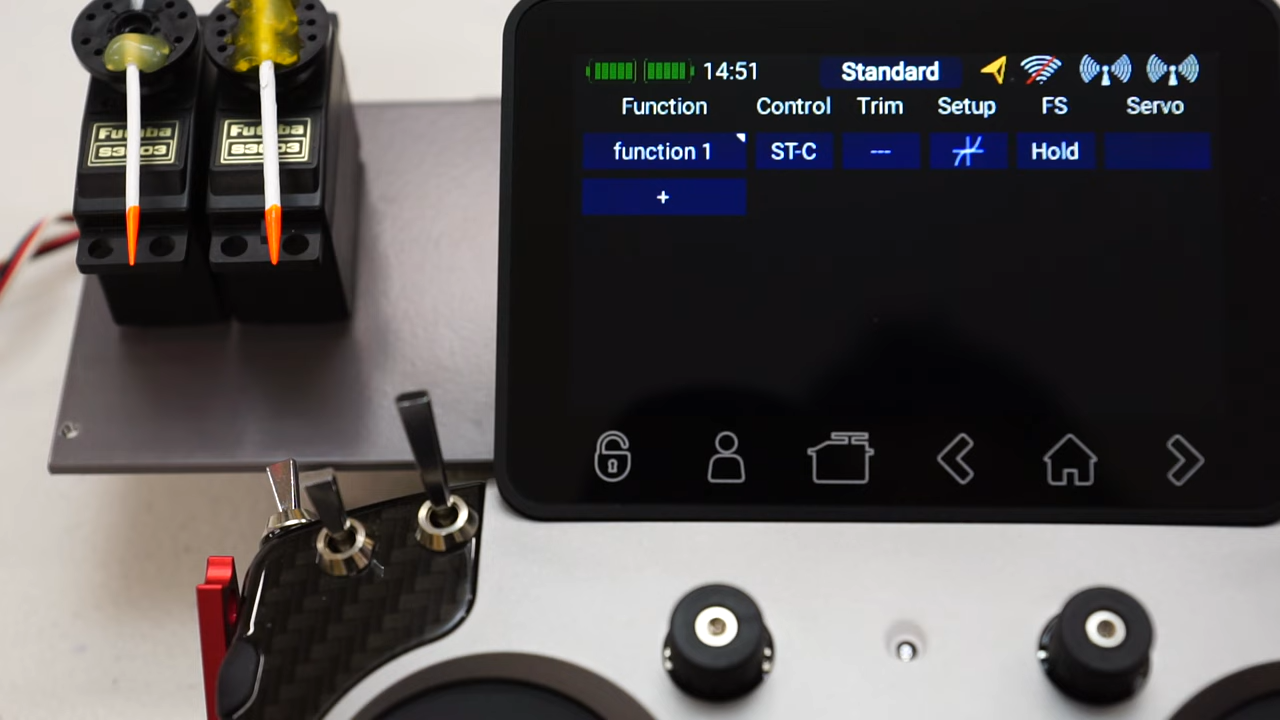 Futaba
S3003
Futaba
S3003
14:51 Standard
Function Control Trim Setup FS Servo
function 1 ST-C --- Hold
+